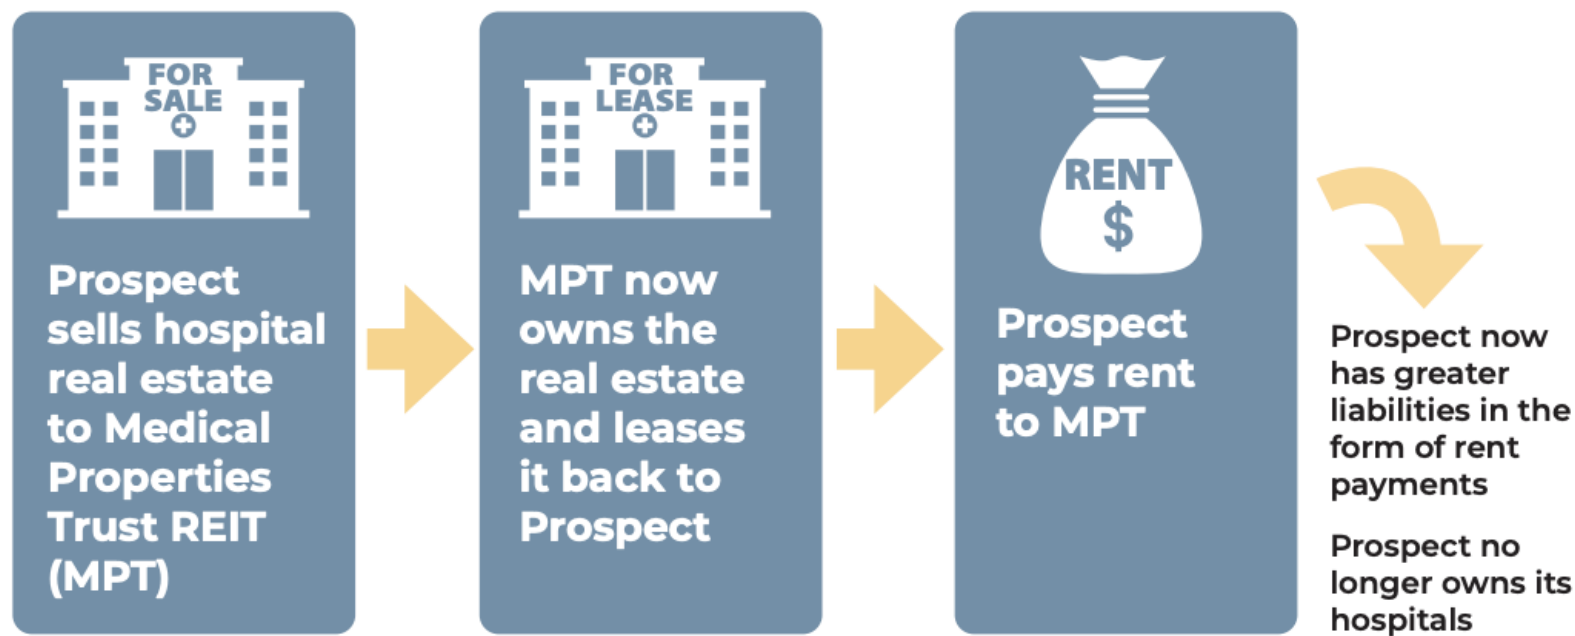 FOR
SALE
Prospect
sells hospital
real estate
to Medical
Properties
Trust REIT
(MPT)
FOR
LEASE
MPT now
owns the
real estate
and leases
it back to
Prospect
RENT
$
Prospect
pays rent
to MPT
Prospect now
has greater
liabilities in the
form of rent
payments
Prospect no
longer owns its
hospitals